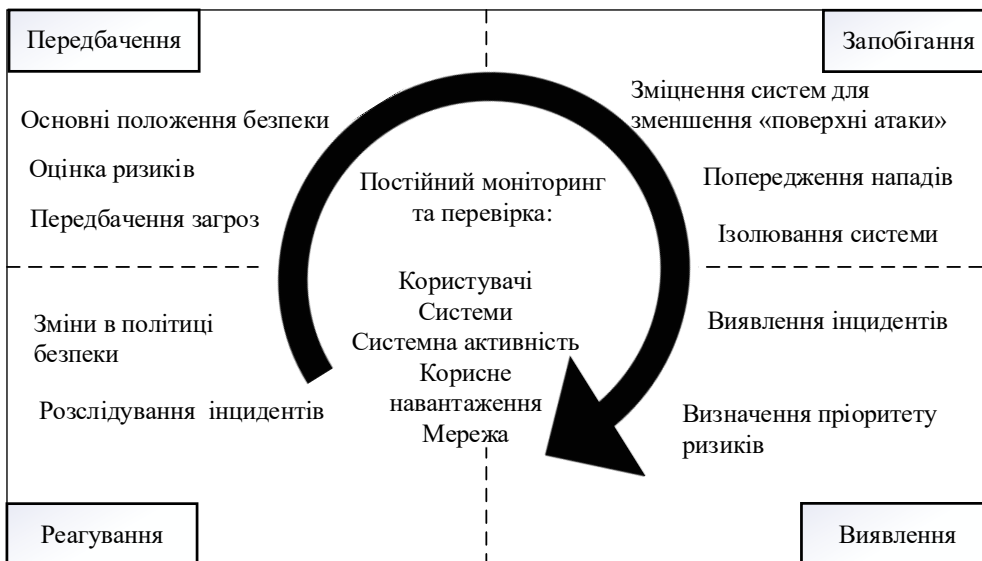 Передбачення
Запобігання
Основні положення безпеки
Оцінка ризиків
Передбачення загроз
Зміцнення систем для
зменшення «поверхні атаки»
Попередження нападів
Ізолювання системи
Постійний моніторинг
та перевірка:
Користувачі
Системи
Системна активність
Корисне
навантаження
Мережа
Зміни в політиці
безпеки
Розслідування інцидентів
Виявлення інцидентів
Визначення пріоритету
ризиків
Реагування
Виявлення